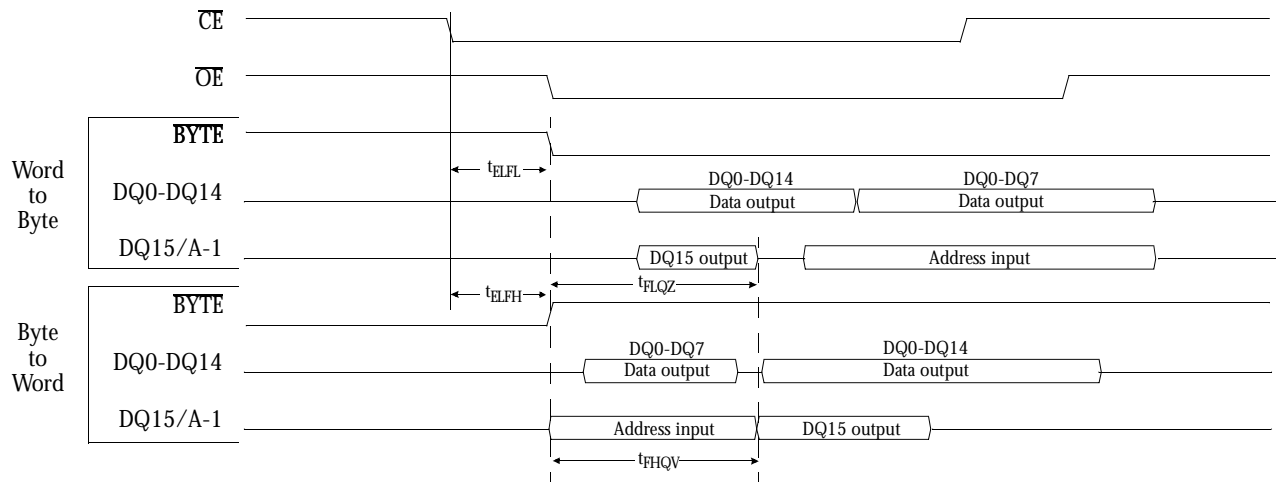 CE
OE
Word
to
Byte
BYTE
tELFL
DQ0-DQ14
DQ0-DQ14
Data output
DQ0-DQ7
Data output
DQ15/A-1
DQ15 output
Address input
tELFH
tFLQZ
Byte
to
Word
BYTE
DQ0-DQ14
DQ0-DQ7
Data output
DQ0-DQ14
Data output
DQ15/A-1
Address input
DQ15 output
tFHQV